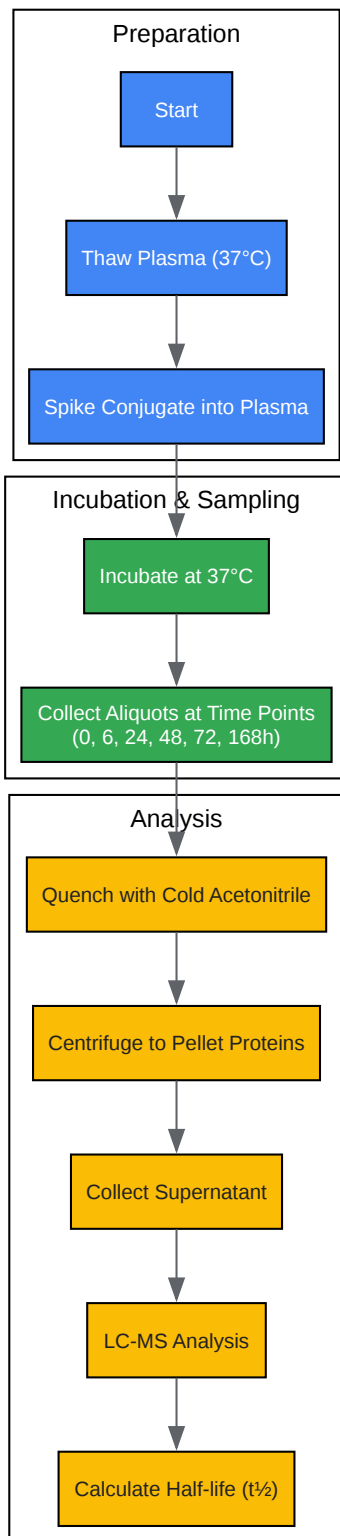 Preparation
Start
Thaw Plasma (37°C)
Spike Conjugate into Plasma
Incubation & Sampling
Incubate at 37°C
Collect Aliquots at Time Points
(0, 6, 24, 48, 72, 168h)
Analysis
Quench with Cold Acetonitrile
Centrifuge to Pellet Proteins
Collect Supernatant
LC-MS Analysis
Calculate Half-life (t½)